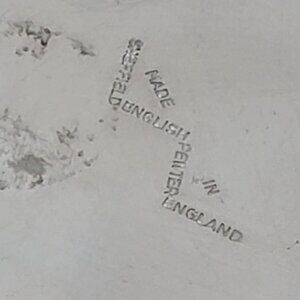 MADE
SHEFFIELD
ENGLISH
PEWTER
IN
ENGLAND